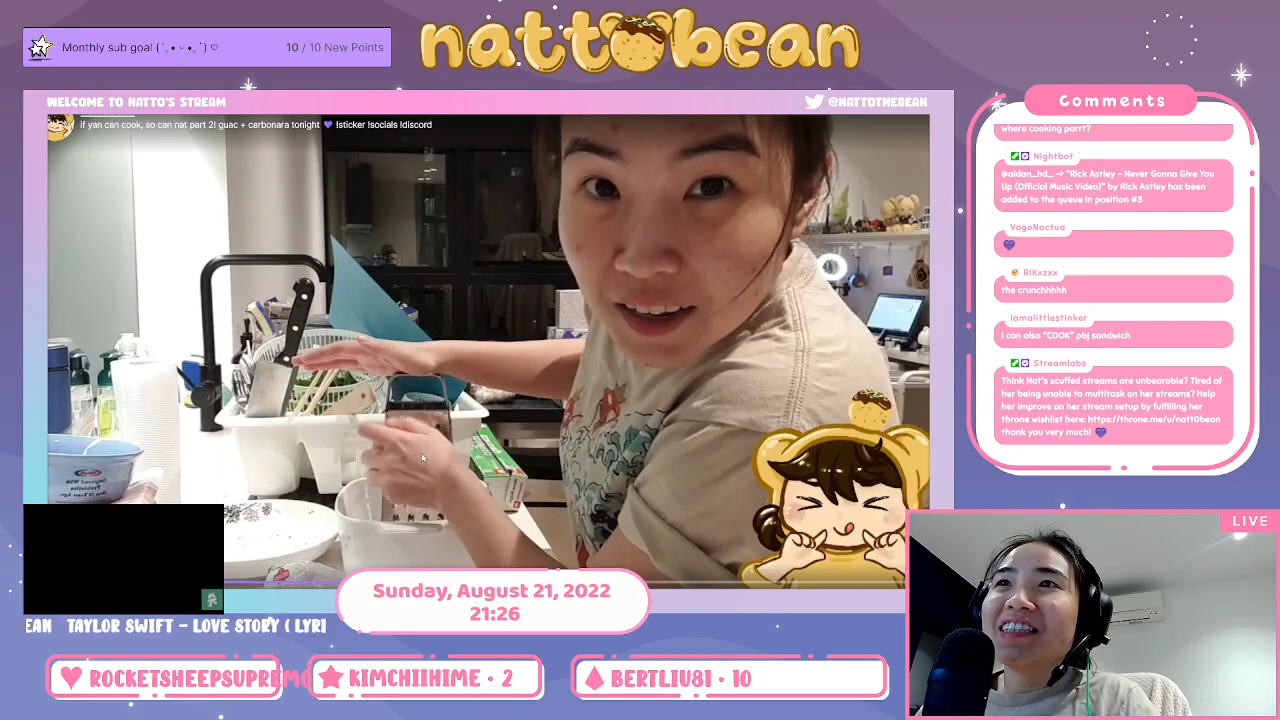 Monthly sub goal (´｡• ᵕ •｡`) ♡
10 / 10 New Points
natt bean
WELCOME TO NATTO'S STREAM
@NATTOTHEBEAN
if yan can cook, so can nat part 2! guac + carbonara tonight 💜 !sticker !socials !discord
Comments
where cooking parrt?
Nightbot
@aidan_hd_ -> "Rick Astley - Never Gonna Give You
Up (Official Music Video)" by Rick Astley has been
added to the queue in position #3
VagoNoctua
💜
RIKxzxx
the crunchhhhh
iamalittlestinker
I can also "COOK" pbj sandwich
Streamlabs
Think Nat's scuffed streams are unbearable? Tired of
her being unable to multitask on her streams? Help
her improve on her stream setup by fulfilling her
throne wishlist here: https://throne.me/u/natt0bean
thank you very much! 💜
LIVE
Sunday, August 21, 2022
21:26
EAN TAYLOR SWIFT - LOVE STORY ( LYRI
ROCKETSHEEPSUPREMO
KIMCHIIHIME · 2
BERTLIU81 · 10